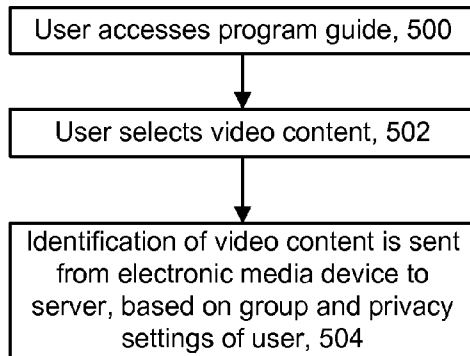 User accesses program guide, 500
User selects video content, 502
Identification of video content is sent
from electronic media device to
server, based on group and privacy
settings of user, 504